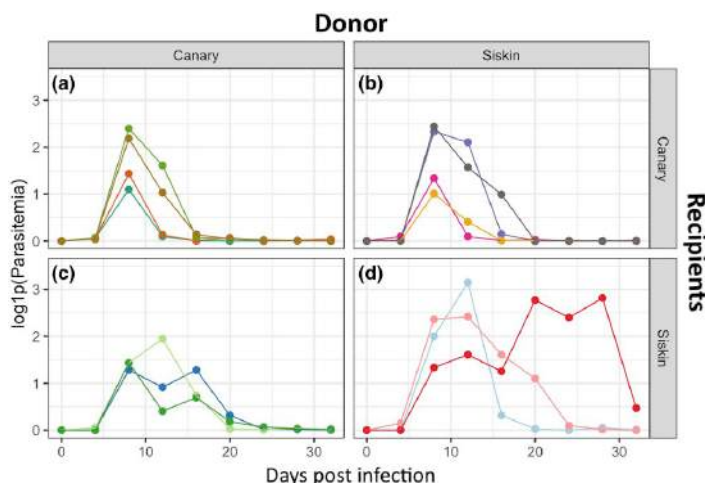 Donor
Canary
Siskin
(a)
(b)
3
2
1
0
Canary
(c)
(d)
3
2
1
0
Siskin
log1p(Parasitemia)
Recipients
0 10 20 30 0 10 20 30
Days post infection